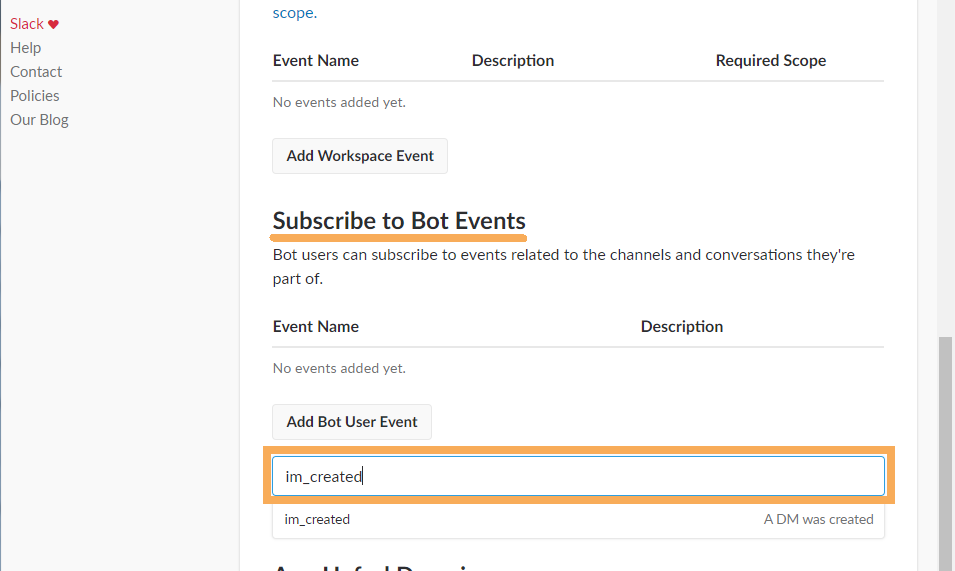 Slack ❤
Help
Contact
Policies
Our Blog
scope.
Event Name Description Required Scope
No events added yet.
Add Workspace Event
Subscribe to Bot Events
Bot users can subscribe to events related to the channels and conversations they're
part of.
Event Name Description
No events added yet.
Add Bot User Event
im_created
im_created A DM was created